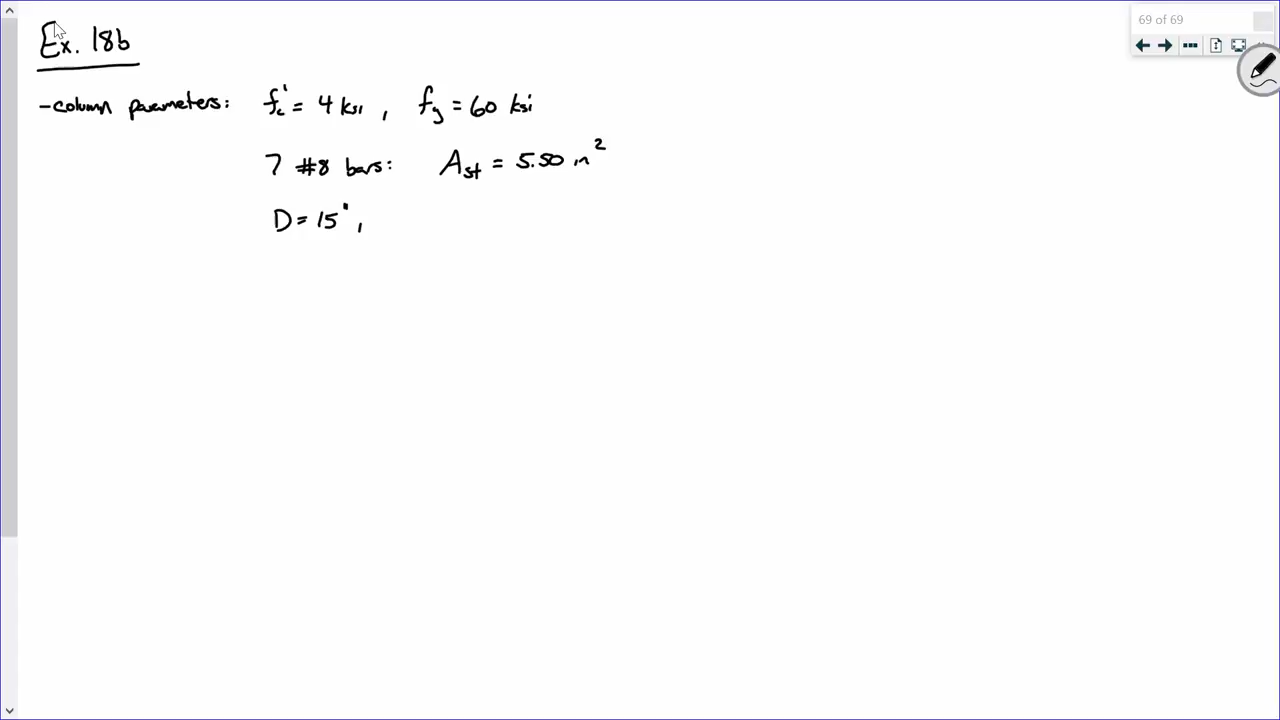 69 of 69
Ex. 18b
-column parameters: fc' = 4 ksi, fy = 60 ksi
7 #8 bars: Ast = 5.50 in²
D = 15",